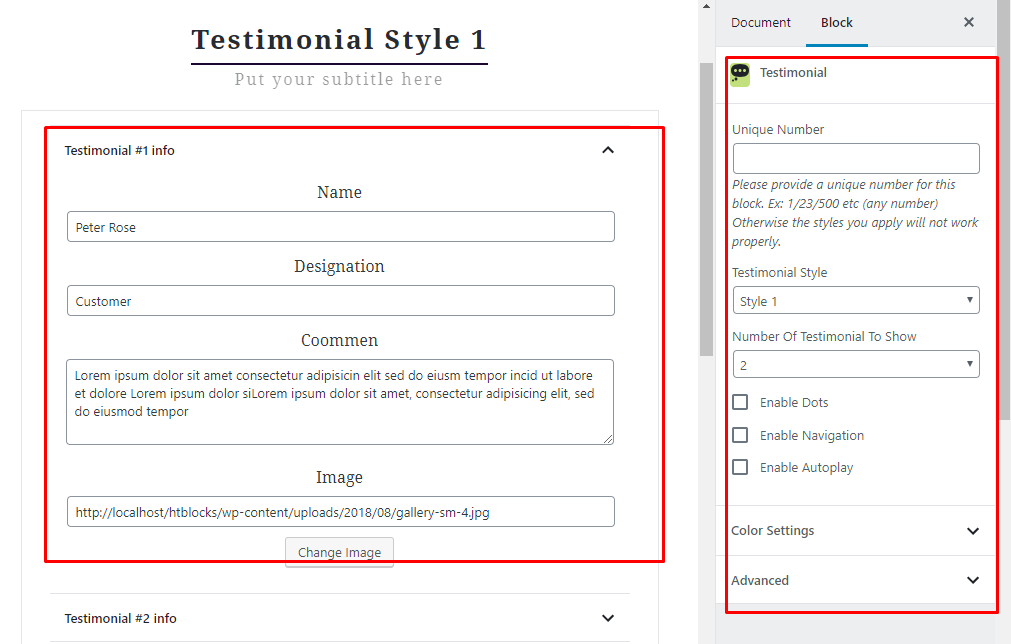 Testimonial Style 1
Put your subtitle here
Testimonial #1 info
Name
Peter Rose
Designation
Customer
Coommen
Lorem ipsum dolor sit amet consectetur adipisicin elit sed do eiusm tempor incid ut labore
et dolore Lorem ipsum dolor siLorem ipsum dolor sit amet, consectetur adipisicing elit, sed
do eiusmod tempor
Image
http://localhost/htblocks/wp-content/uploads/2018/08/gallery-sm-4.jpg
Change Image
Testimonial #2 info
Document
Block
Testimonial
Unique Number
Please provide a unique number for this
block. Ex: 1/23/500 etc (any number)
Otherwise the styles you apply will not work
properly.
Testimonial Style
Style 1
Number Of Testimonial To Show
2
Enable Dots
Enable Navigation
Enable Autoplay
Color Settings
Advanced